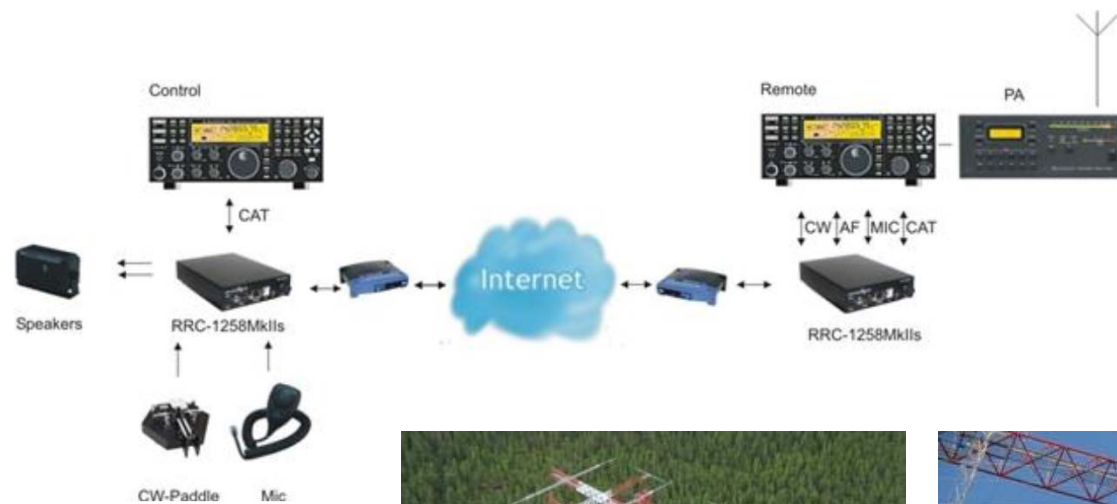 Control
Remote
PA
CAT
CW AF MIC CAT
Internet
Speakers
RRC-1258MkIIs
RRC-1258MkIIs
CW-Paddle
Mic